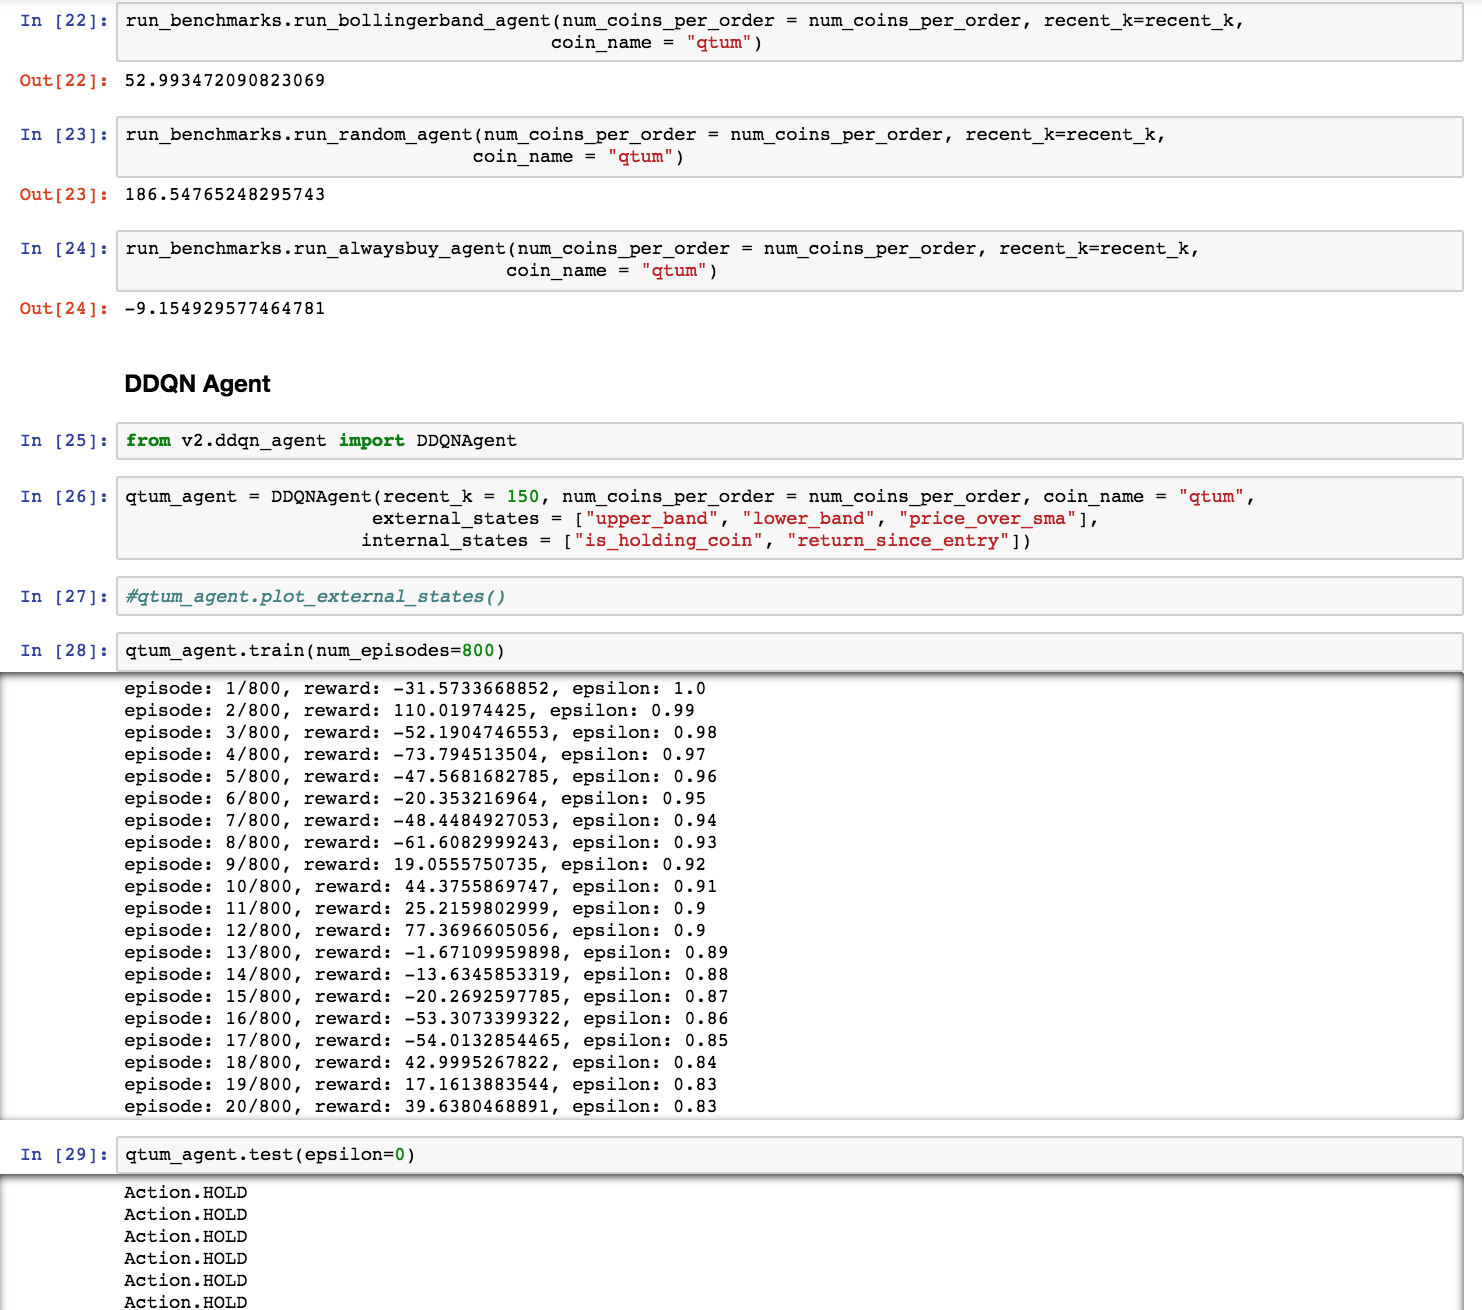 In [22]: run_benchmarks.run_bollingerband_agent(num_coins_per_order = num_coins_per_order, recent_k=recent_k,
coin_name = "qtum")
Out[22]: 52.993472090823069
In [23]: run_benchmarks.run_random_agent(num_coins_per_order = num_coins_per_order, recent_k=recent_k,
coin_name = "qtum")
Out[23]: 186.54765248295743
In [24]: run_benchmarks.run_alwaysbuy_agent(num_coins_per_order = num_coins_per_order, recent_k=recent_k,
coin_name = "qtum")
Out[24]: -9.154929577464781
DDQN Agent
In [25]: from v2.ddqn_agent import DDQNAgent
In [26]: qtum_agent = DDQNAgent(recent_k = 150, num_coins_per_order = num_coins_per_order, coin_name = "qtum",
external_states = ["upper_band", "lower_band", "price_over_sma"],
internal_states = ["is_holding_coin", "return_since_entry"])
In [27]: #qtum_agent.plot_external_states()
In [28]: qtum_agent.train(num_episodes=800)
episode: 1/800, reward: -31.5733668852, epsilon: 1.0
episode: 2/800, reward: 110.01974425, epsilon: 0.99
episode: 3/800, reward: -52.1904746553, epsilon: 0.98
episode: 4/800, reward: -73.794513504, epsilon: 0.97
episode: 5/800, reward: -47.5681682785, epsilon: 0.96
episode: 6/800, reward: -20.353216964, epsilon: 0.95
episode: 7/800, reward: -48.4484927053, epsilon: 0.94
episode: 8/800, reward: -61.6082999243, epsilon: 0.93
episode: 9/800, reward: 19.0555750735, epsilon: 0.92
episode: 10/800, reward: 44.3755869747, epsilon: 0.91
episode: 11/800, reward: 25.2159802999, epsilon: 0.9
episode: 12/800, reward: 77.3696605056, epsilon: 0.9
episode: 13/800, reward: -1.67109959898, epsilon: 0.89
episode: 14/800, reward: -13.6345853319, epsilon: 0.88
episode: 15/800, reward: -20.2692597785, epsilon: 0.87
episode: 16/800, reward: -53.3073399322, epsilon: 0.86
episode: 17/800, reward: -54.0132854465, epsilon: 0.85
episode: 18/800, reward: 42.9995267822, epsilon: 0.84
episode: 19/800, reward: 17.1613883544, epsilon: 0.83
episode: 20/800, reward: 39.6380468891, epsilon: 0.83
In [29]: qtum_agent.test(epsilon=0)
Action.HOLD
Action.HOLD
Action.HOLD
Action.HOLD
Action.HOLD
Action.HOLD